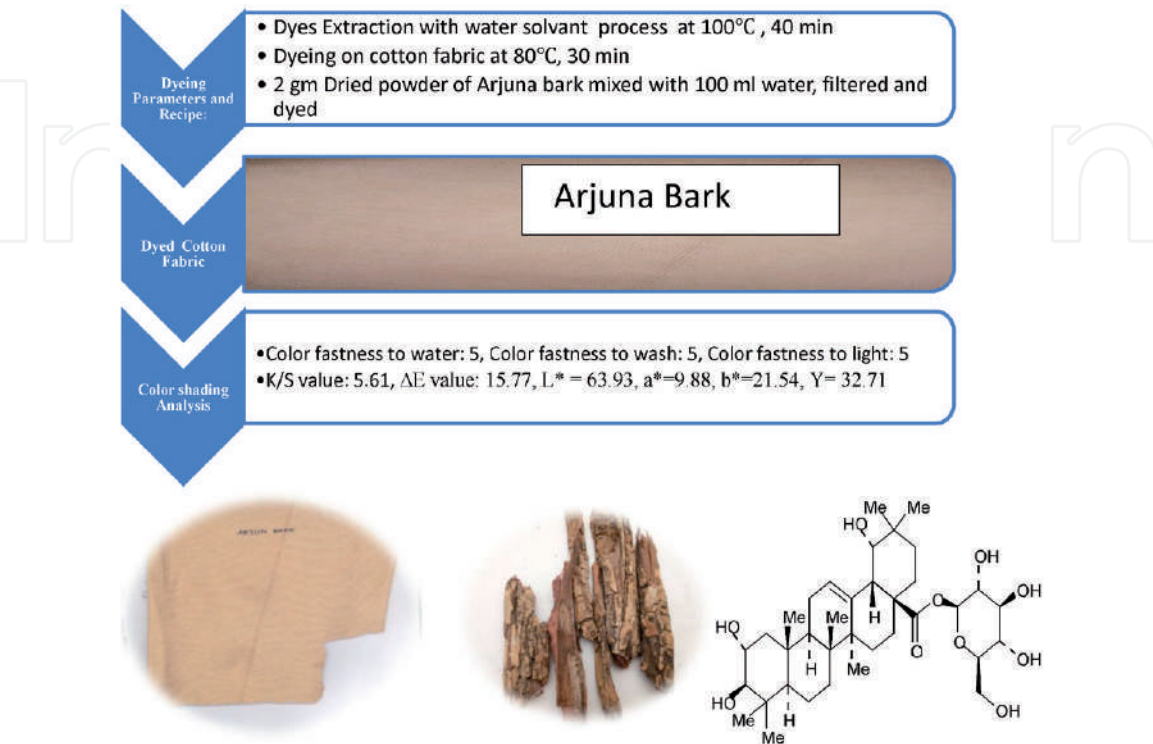 • Dyes Extraction with water solvent process at 100°C , 40 min
• Dyeing on cotton fabric at 80°C, 30 min
• 2 gm Dried powder of Arjuna bark mixed with 100 ml water, filtered and
dyed
Dyeing
Parameters and
Recipe:
Arjuna Bark
Dyed Cotton
Fabric
•Color fastness to water: 5, Color fastness to wash: 5, Color fastness to light: 5
•K/S value: 5.61, ΔE value: 15.77, L* = 63.93, a*=9.88, b*=21.54, Y= 32.71
Color shading
Analysis
ARJUN BARK
Me Me
HO
OH
OH
O
Me Me H
HO
O
O
H
Me
OH
HO
Me H
OH
Me